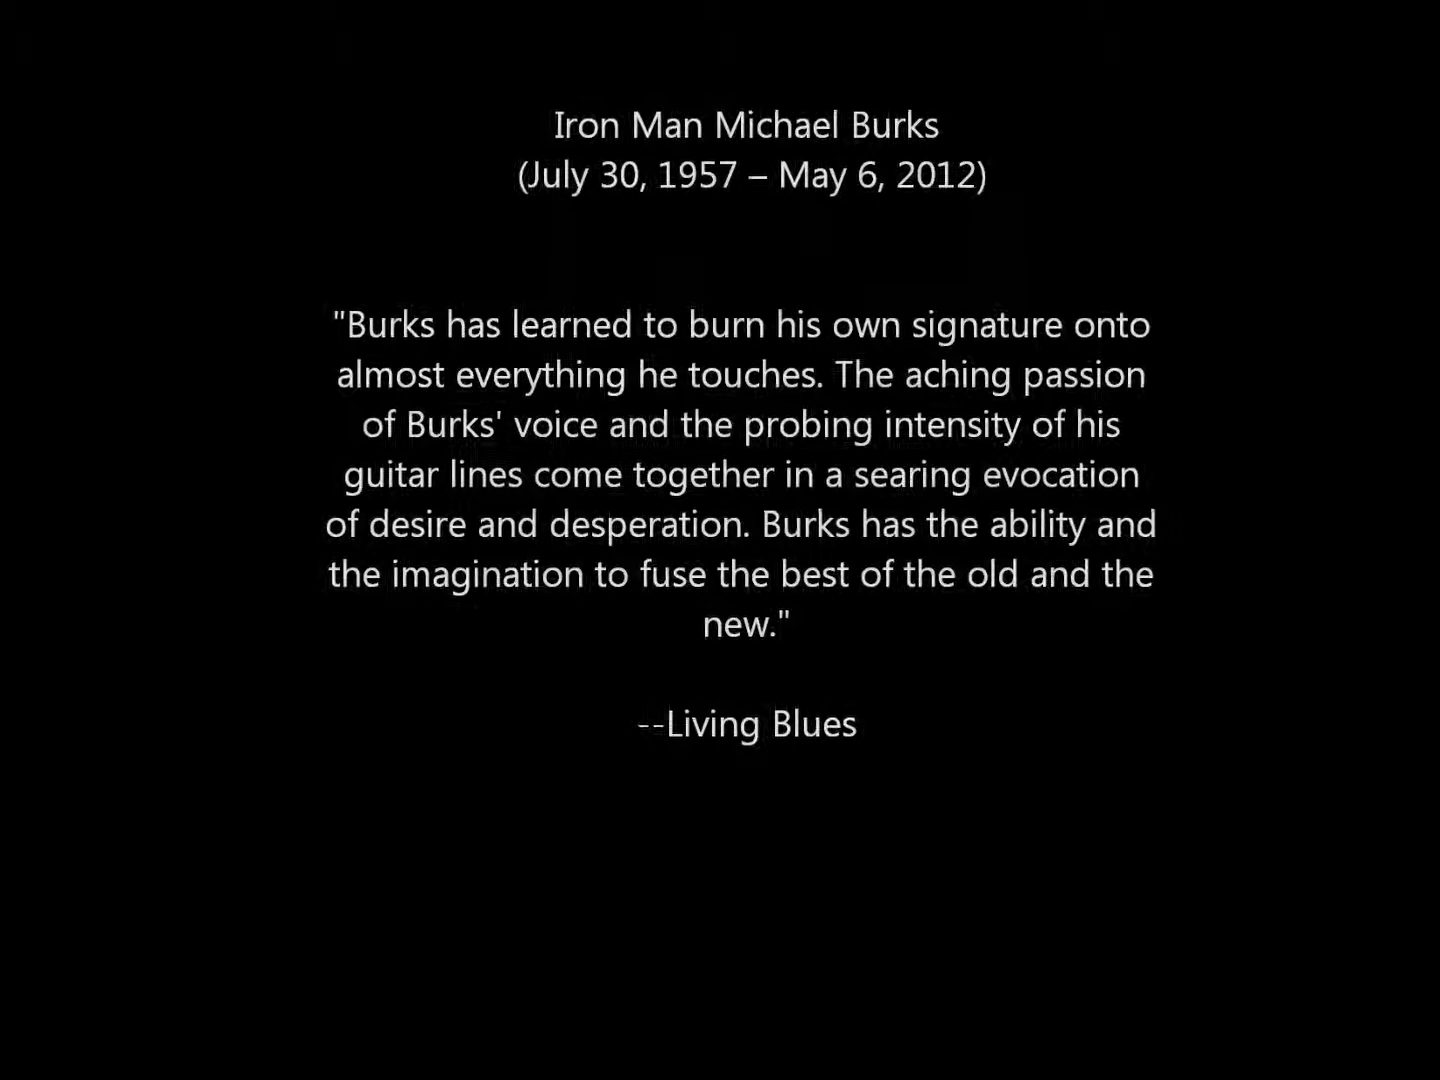 Iron Man Michael Burks
(July 30, 1957 – May 6, 2012)
"Burks has learned to burn his own signature onto
almost everything he touches. The aching passion
of Burks' voice and the probing intensity of his
guitar lines come together in a searing evocation
of desire and desperation. Burks has the ability and
the imagination to fuse the best of the old and the
new."
--Living Blues